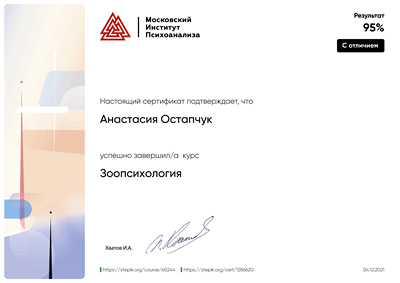 Московский
Институт
Психоанализа
Результат
95%
С отличием
Настоящий сертификат подтверждает, что
Анастасия Остапчук
успешно завершил/а курс
Зоопсихология
Хватов И.А.
https://stepik.org/course/60244
https://stepik.org/cert/1286620
04.12.2021